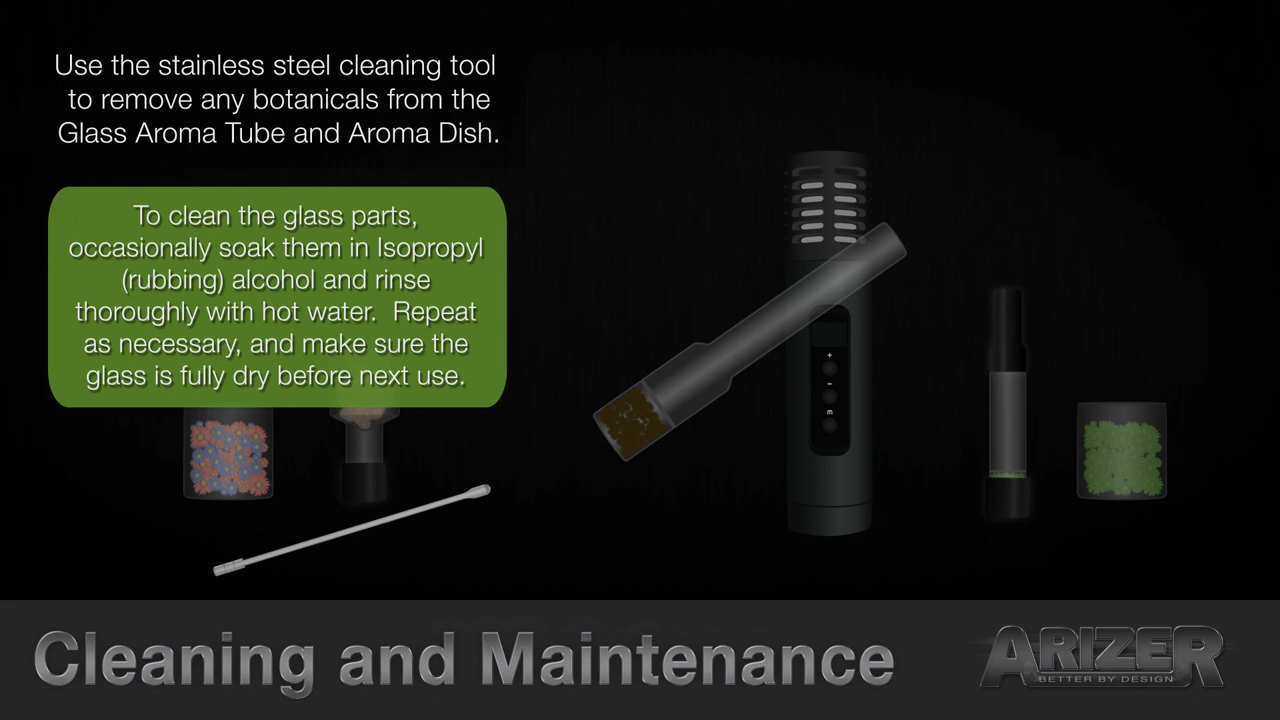 Use the stainless steel cleaning tool
to remove any botanicals from the
Glass Aroma Tube and Aroma Dish.
To clean the glass parts,
occasionally soak them in Isopropyl
(rubbing) alcohol and rinse
thoroughly with hot water.  Repeat
as necessary, and make sure the
glass is fully dry before next use.
+
-
m
Cleaning and Maintenance
ARIZER
BETTER BY DESIGN